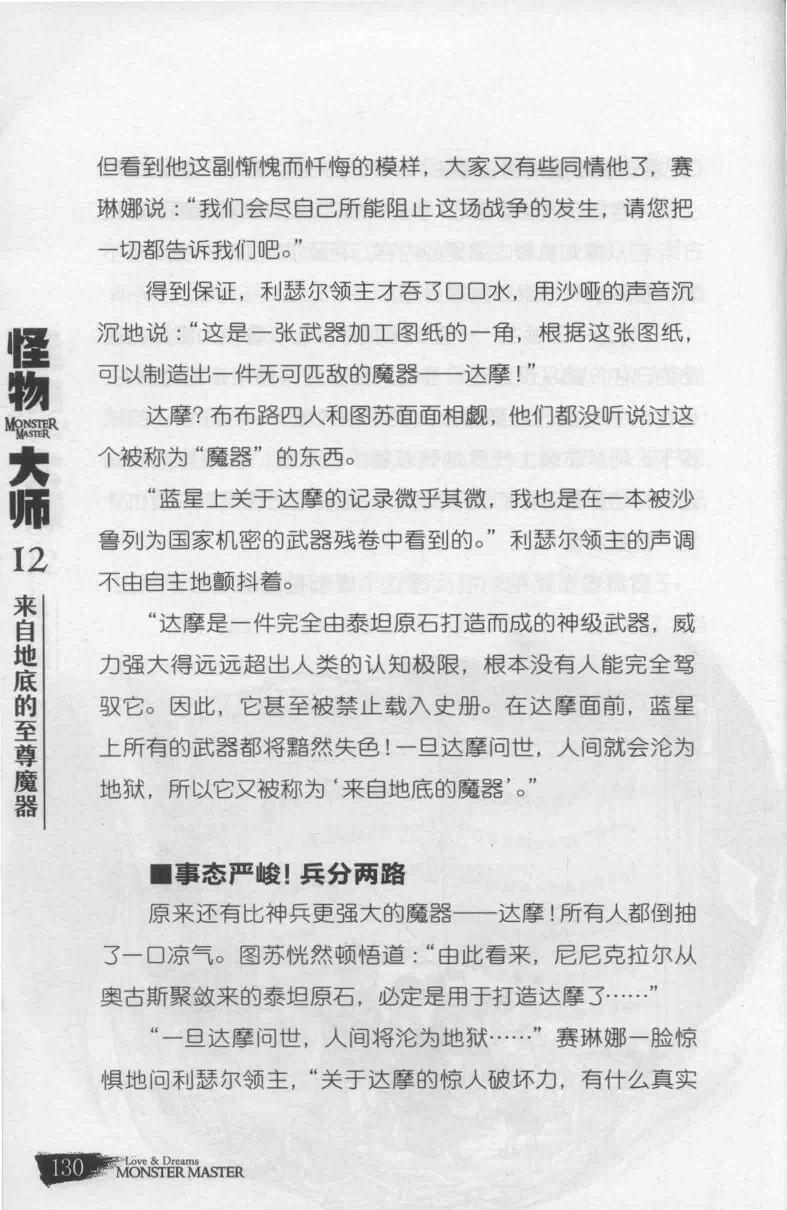 但看到他这副惭愧而忏悔的模样，大家又有些同情他了，赛
琳娜说：“我们会尽自己所能阻止这场战争的发生，请您把
一切都告诉我们吧。”
得到保证，利瑟尔领主才吞了口口水，用沙哑的声音沉
沉地说：“这是一张武器加工图纸的一角，根据这张图纸，
可以制造出一件无可匹敌的魔器——达摩！”
达摩？布布路四人和图苏面面相觑，他们都没听说过这
个被称为“魔器”的东西。
“蓝星上关于达摩的记录微乎其微，我也是在一本被沙
鲁列为国家机密的武器残卷中看到的。”利瑟尔领主的声调
不由自主地颤抖着。
“达摩是一件完全由泰坦原石打造而成的神级武器，威
力强大得远远超出人类的认知极限，根本没有人能完全驾
驭它。因此，它甚至被禁止载入史册。在达摩面前，蓝星
上所有的武器都将黯然失色！一旦达摩问世，人间就会沦为
地狱，所以它又被称为‘来自地底的魔器’。”
■事态严峻！兵分两路
原来还有比神兵更强大的魔器——达摩！所有人都倒抽
了一口凉气。图苏恍然顿悟道：“由此看来，尼尼克拉尔从
奥古斯聚敛来的泰坦原石，必定是用于打造达摩了……”
“一旦达摩问世，人间将沦为地狱……”赛琳娜一脸惊
惧地问利瑟尔领主，“关于达摩的惊人破坏力，有什么真实
怪物
MONSTER
MASTER
大师
12
来自地底的至尊魔器
130
Love & Dreams
MONSTER MASTER